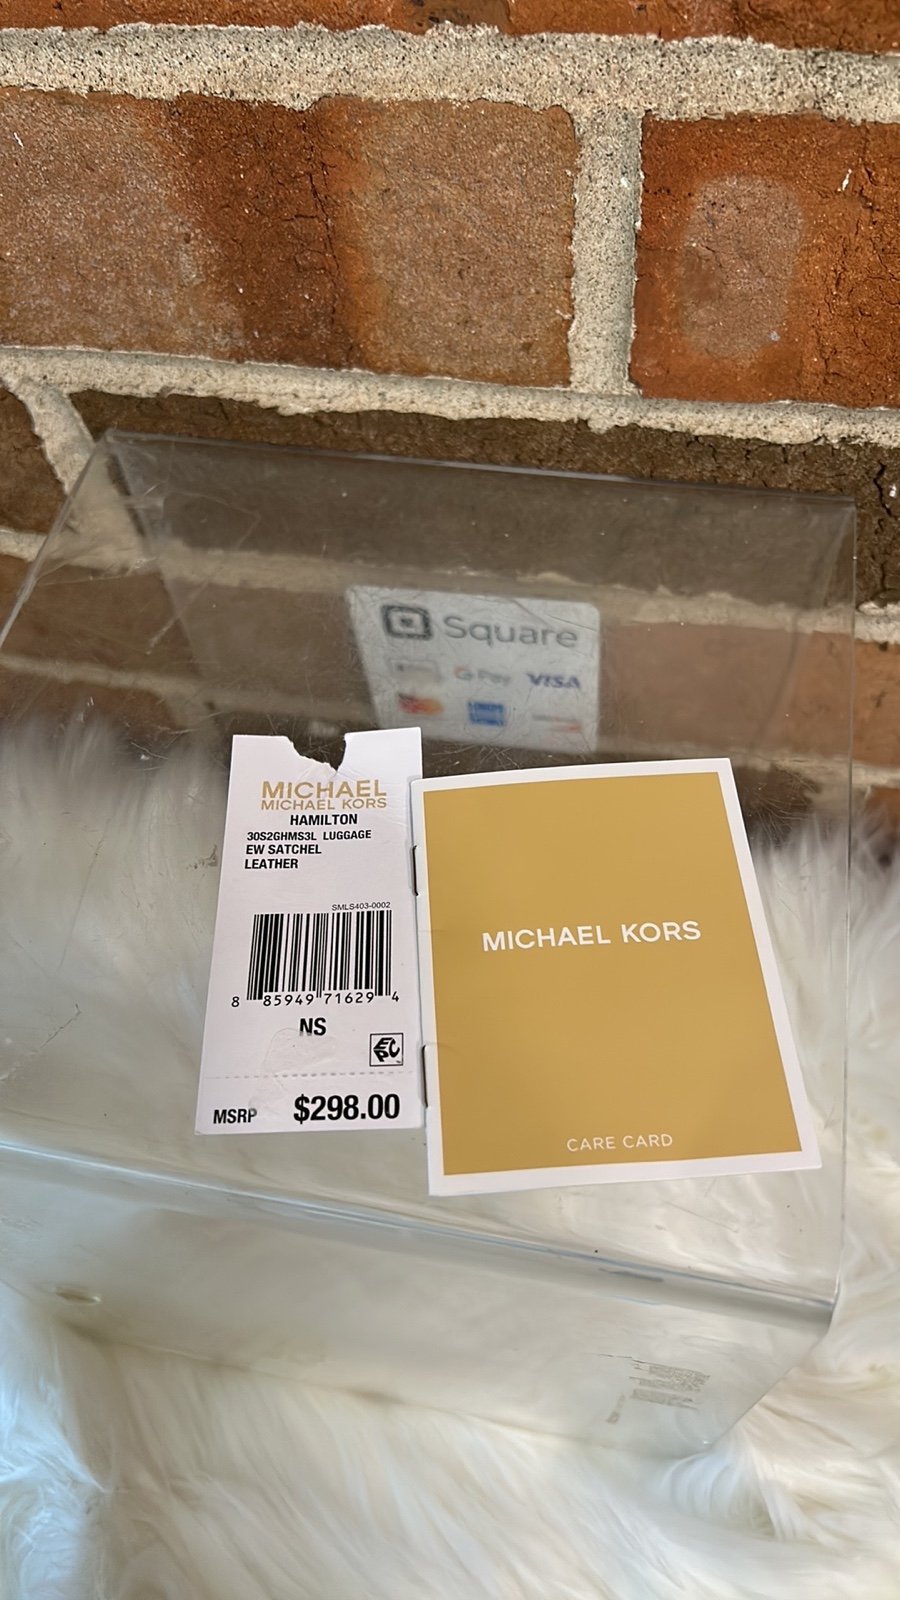 Square
G Pay VISA
MICHAEL
MICHAEL KORS
HAMILTON
30S2GHMS3L LUGGAGE
EW SATCHEL
LEATHER
SMLS403-0002
8 85949 71629 4
NS
EPC
MSRP $298.00
MICHAEL KORS
CARE CARD